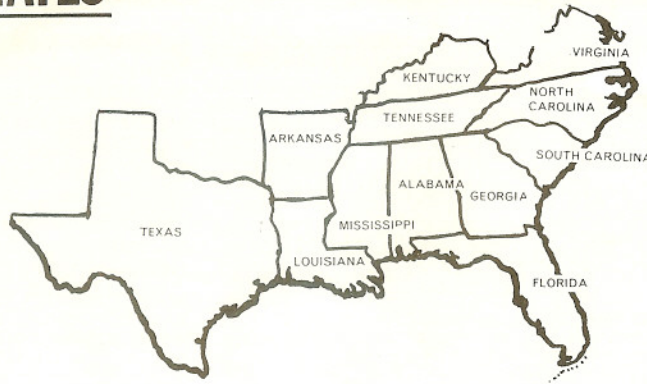 VIRGINIA
KENTUCKY
NORTH
CAROLINA
TENNESSEE
ARKANSAS
SOUTH CAROLINA
ALABAMA
GEORGIA
MISSISSIPPI
TEXAS
LOUISIANA
FLORIDA